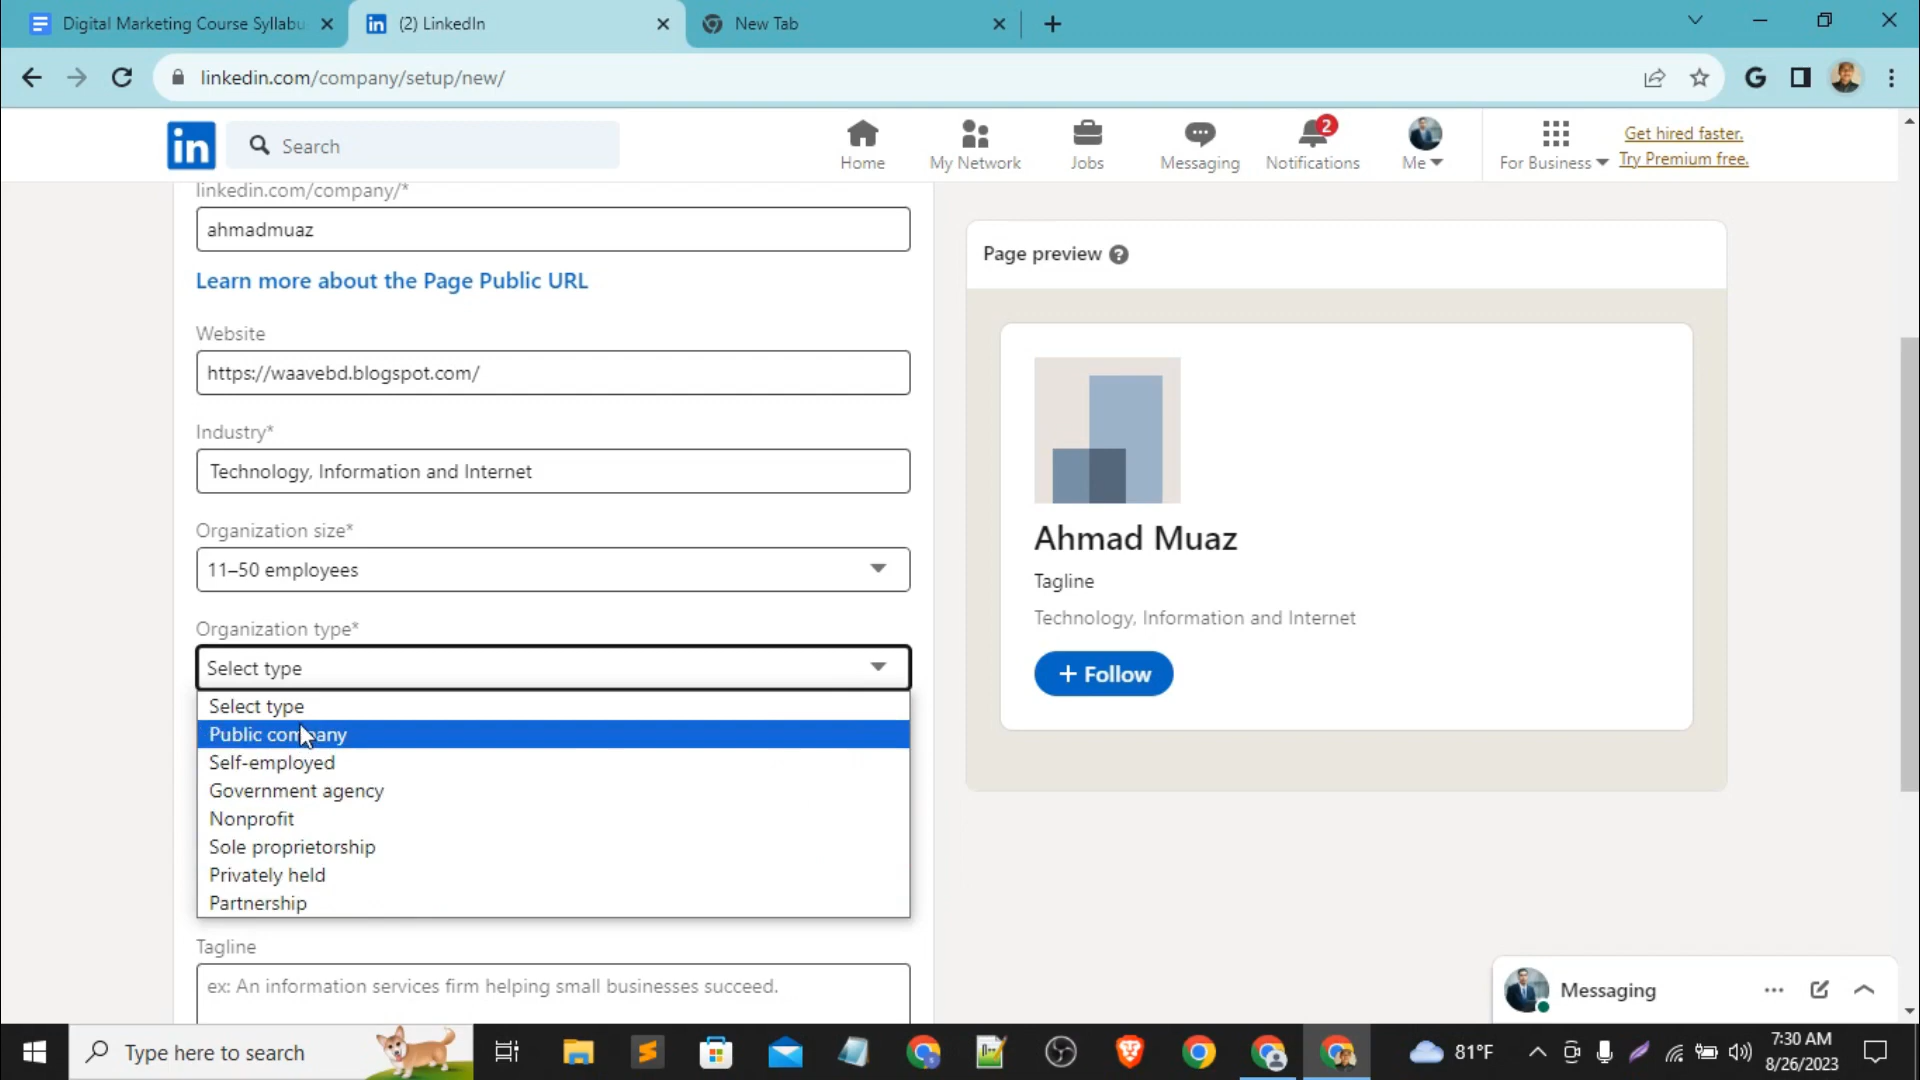 Digital Marketing Course Syllabu
(2) LinkedIn
New Tab
linkedin.com/company/setup/new/
in
Search
Home
My Network
Jobs
Messaging
2
Notifications
Me
For Business
Get hired faster.
Try Premium free.
linkedin.com/company/*
ahmadmuaz
Learn more about the Page Public URL
Website
https://waavebd.blogspot.com/
Industry*
Technology, Information and Internet
Organization size*
11–50 employees
Organization type*
Select type
Select type
Public company
Self-employed
Government agency
Nonprofit
Sole proprietorship
Privately held
Partnership
Tagline
ex: An information services firm helping small businesses succeed.
Page preview
Ahmad Muaz
Tagline
Technology, Information and Internet
+ Follow
Messaging
Type here to search
81°F
7:30 AM
8/26/2023